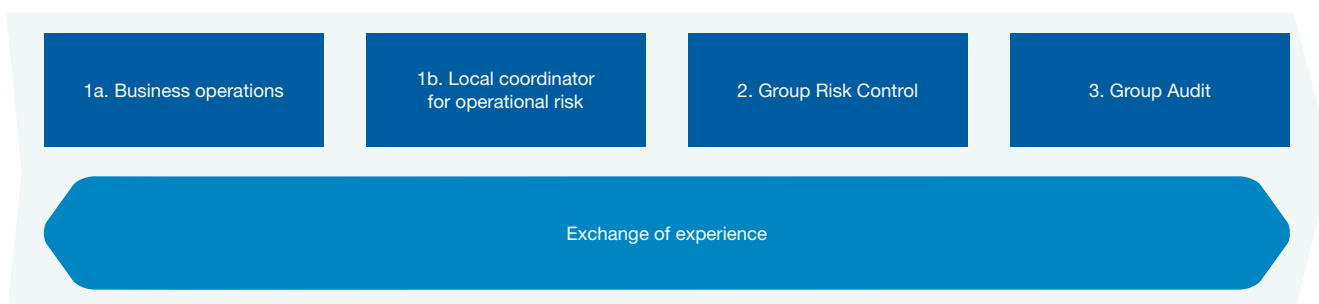 1a. Business operations
1b. Local coordinator
for operational risk
2. Group Risk Control
3. Group Audit
Exchange of experience